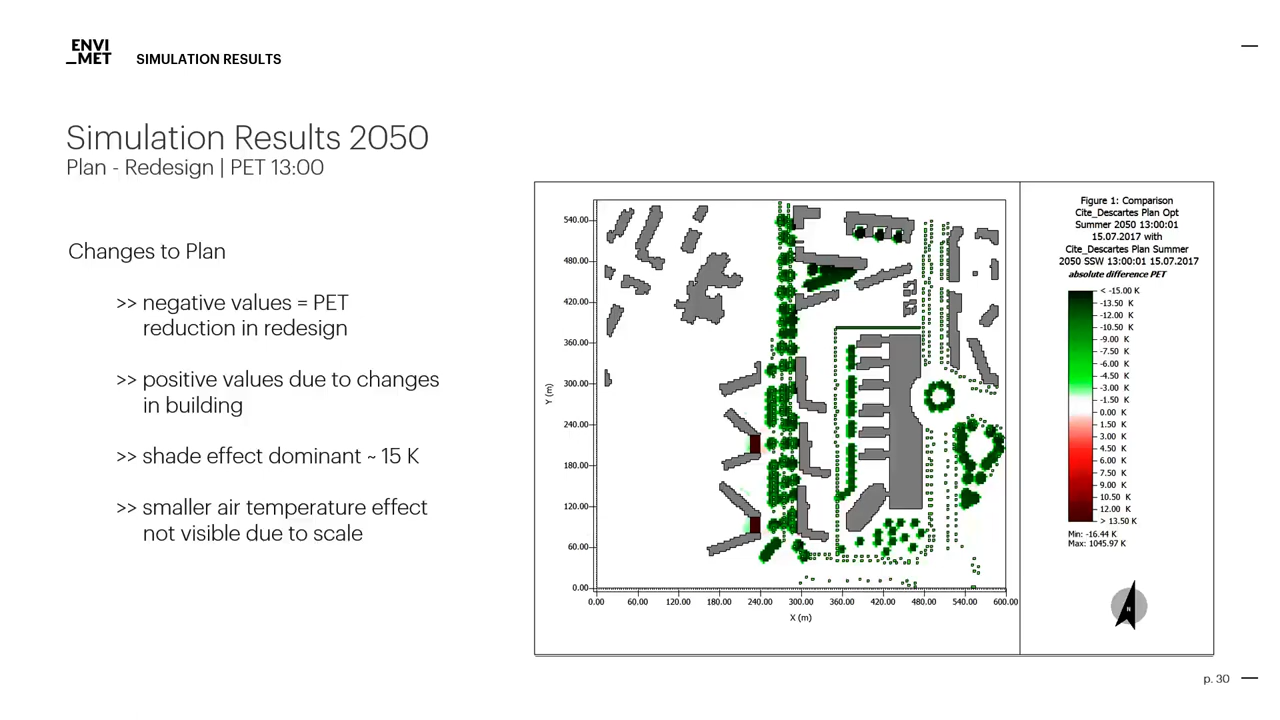 ENVI
_MET
SIMULATION RESULTS
Simulation Results 2050
Plan - Redesign | PET 13:00
Changes to Plan
>> negative values = PET
reduction in redesign
>> positive values due to changes
in building
>> shade effect dominant ~ 15 K
>> smaller air temperature effect
not visible due to scale
540.00
480.00
420.00
360.00
300.00
240.00
180.00
120.00
60.00
0.00
Y (m)
0.00 60.00 120.00 180.00 240.00 300.00 360.00 420.00 480.00 540.00 600.00
X (m)
Figure 1: Comparison
Cite_Descartes Plan Opt
Summer 2050 13:00:01
15.07.2017 with
Cite_Descartes Plan Summer
2050 SSW 13:00:01 15.07.2017
absolute difference PET
< -15.00 K
-13.50 K
-12.00 K
-10.50 K
-9.00 K
-7.50 K
-6.00 K
-4.50 K
-3.00 K
-1.50 K
0.00 K
1.50 K
3.00 K
4.50 K
6.00 K
7.50 K
9.00 K
10.50 K
12.00 K
> 13.50 K
Min: -16.44 K
Max: 1045.97 K
N
p. 30